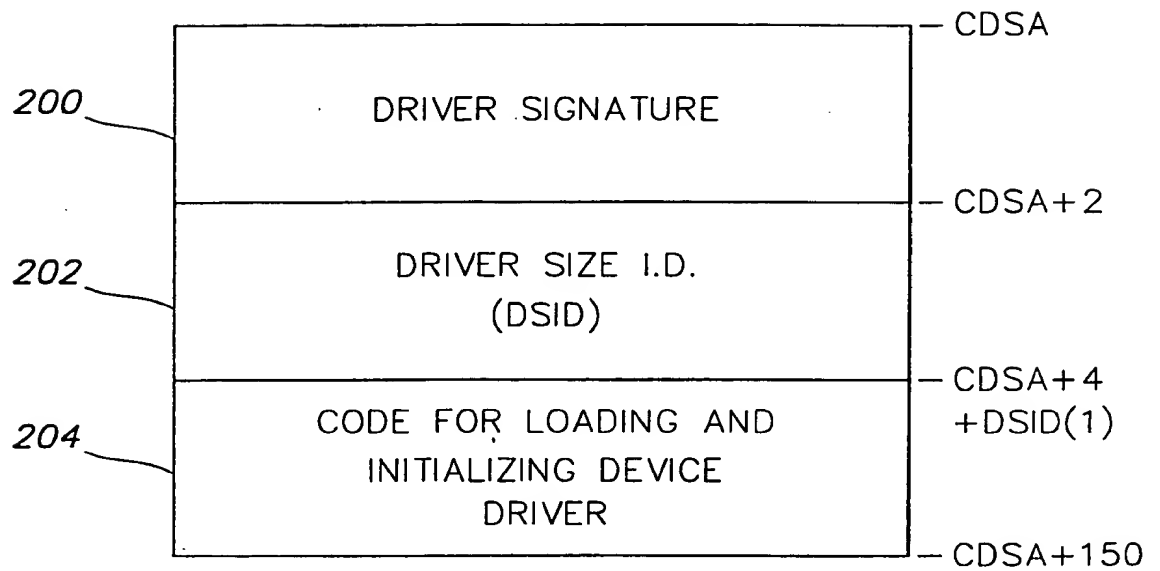 CDSA
200
DRIVER SIGNATURE
CDSA+2
202
DRIVER SIZE I.D.
(DSID)
CDSA+4
+DSID(1)
204
CODE FOR LOADING AND
INITIALIZING DEVICE
DRIVER
CDSA+150